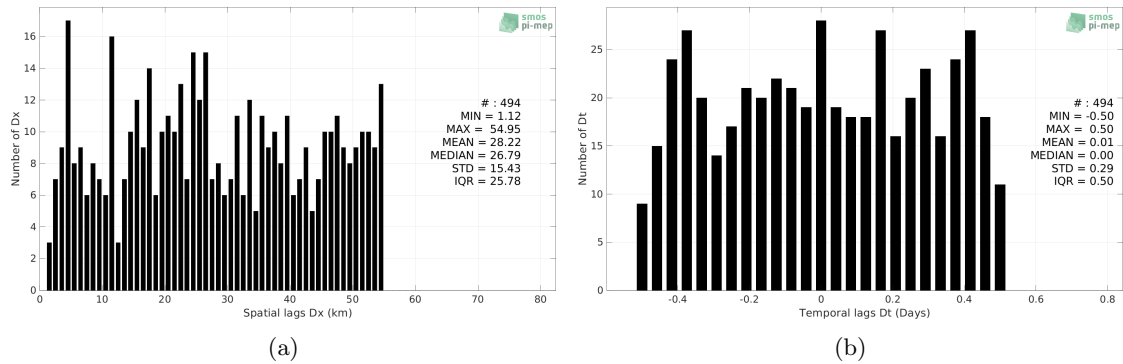 smos
pi-mep
16
14
12
10
8
6
4
2
0
Number of Dx
# : 494
MIN = 1.12
MAX = 54.95
MEAN = 28.22
MEDIAN = 26.79
STD = 15.43
IQR = 25.78
0 10 20 30 40 50 60 70 80
Spatial lags Dx (km)
(a)
smos
pi-mep
25
20
15
10
5
0
Number of Dt
# : 494
MIN = -0.50
MAX = 0.50
MEAN = 0.01
MEDIAN = 0.00
STD = 0.29
IQR = 0.50
-0.4 -0.2 0 0.2 0.4 0.6 0.8
Temporal lags Dt (Days)
(b)